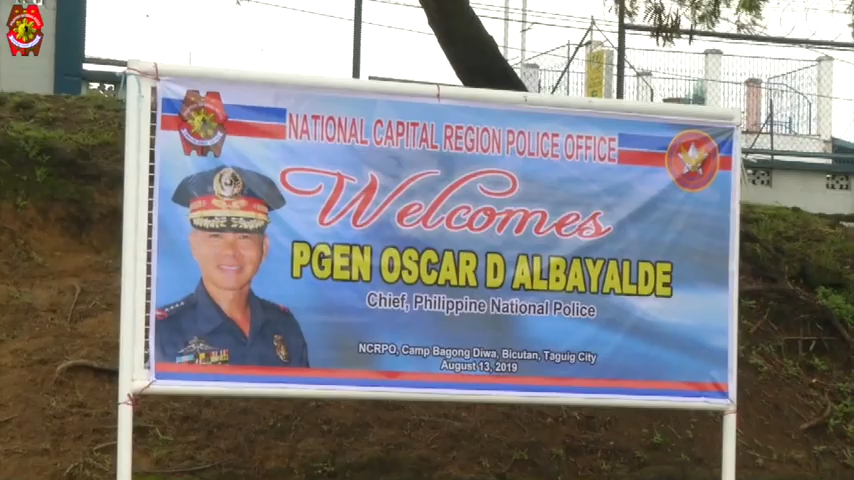 NATIONAL CAPITAL REGION POLICE OFFICE
Welcomes
PGEN OSCAR D ALBAYALDE
Chief, Philippine National Police
NCRPO, Camp Bagong Diwa, Bicutan, Taguig City
August 13, 2019